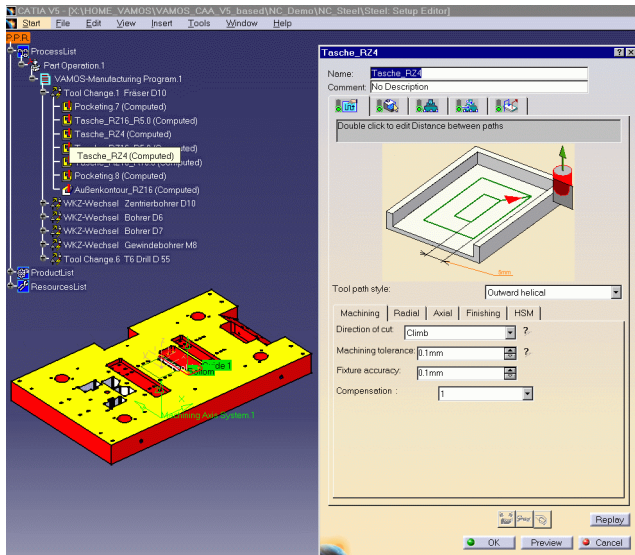 CATIA V5 - [X:\HOME_VAMOS\VAMOS_CAA_V5_based\NC_Demo\NC_Steel\Steel: Setup Editor]
Start File Edit View Insert Tools Window Help
P.P.R.
ProcessList
Part Operation.1
VAMOS-Manufacturing Program.1
Tool Change.1 Fräser D10
Pocketing.7 (Computed)
Tasche_RZ16_R5.0 (Computed)
Tasche_RZ4 (Computed)
Tasche_RZ4 (Computed)
Pocketing.8 (Computed)
Außenkontour_RZ16 (Computed)
WKZ-Wechsel Zentrierbohrer D10
WKZ-Wechsel Bohrer D6
WKZ-Wechsel Bohrer D7
WKZ-Wechsel Gewindebohrer M8
Tool Change.6 T6 Drill D 55
ProductList
ResourcesList
Machining Axis System.1
Tasche_RZ4
Name: Tasche_RZ4
Comment: No Description
Double click to edit Distance between paths
5mm
Tool path style: Outward helical
Machining Radial Axial Finishing HSM
Direction of cut: Climb ?
Machining tolerance: 0.1mm ?
Fixture accuracy: 0.1mm
Compensation : 1
Replay
OK Preview Cancel